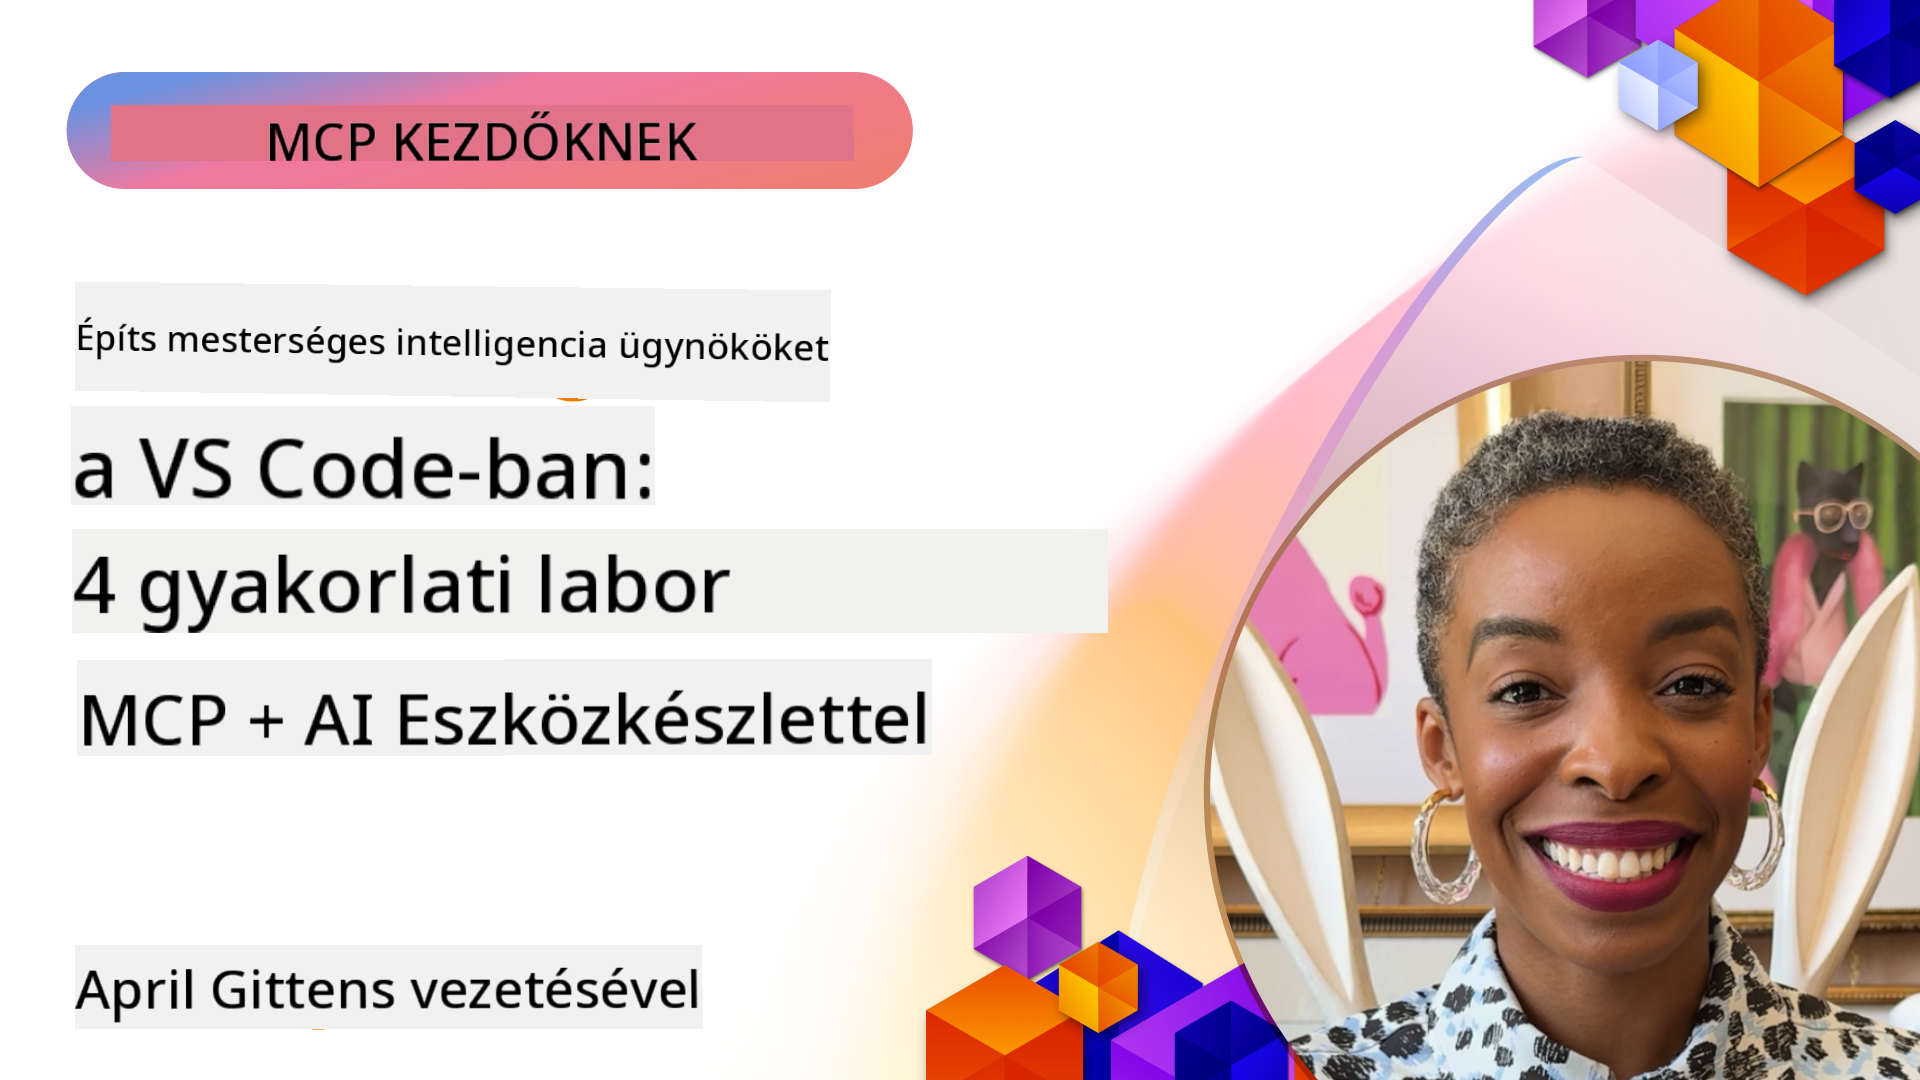 MCP KEZDŐKNEK
Építs mesterséges intelligencia ügynököket
a VS Code-ban:
4 gyakorlati labor
MCP + AI Eszközkészlettel
April Gittens vezetésével